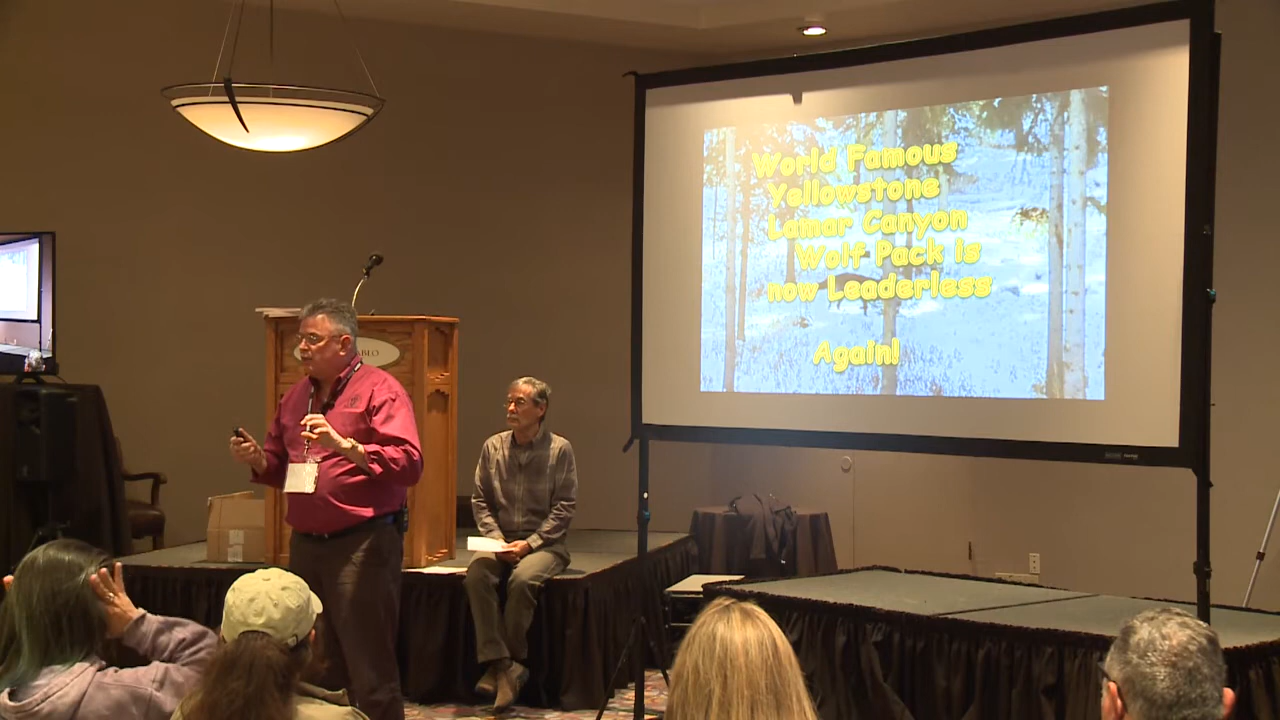 World Famous
Yellowstone
Lamar Canyon
Wolf Pack is
now Leaderless
Again!